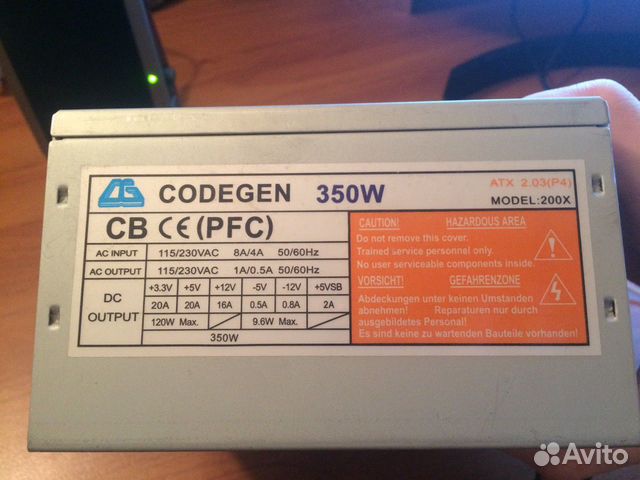 CG CODEGEN 350W
ATX 2.03(P4)
MODEL:200X
CB CE (PFC)
AC INPUT 115/230VAC 8A/4A 50/60Hz
AC OUTPUT 115/230VAC 1A/0.5A 50/60Hz
DC OUTPUT
+3.3V +5V +12V -5V -12V +5VSB
20A 20A 16A 0.5A 0.8A 2A
120W Max. 9.6W Max.
350W
CAUTION! HAZARDOUS AREA
Do not remove this cover.
Trained service personnel only.
No user serviceable components inside.
VORSICHT! GEFAHRENZONE
Abdeckungen unter keinen Umstanden
abnehmen! Reparaturen nur durch
ausgebildetes Personal!
Es sind keine zu wartenden Bauteile vorhanden!
Avito